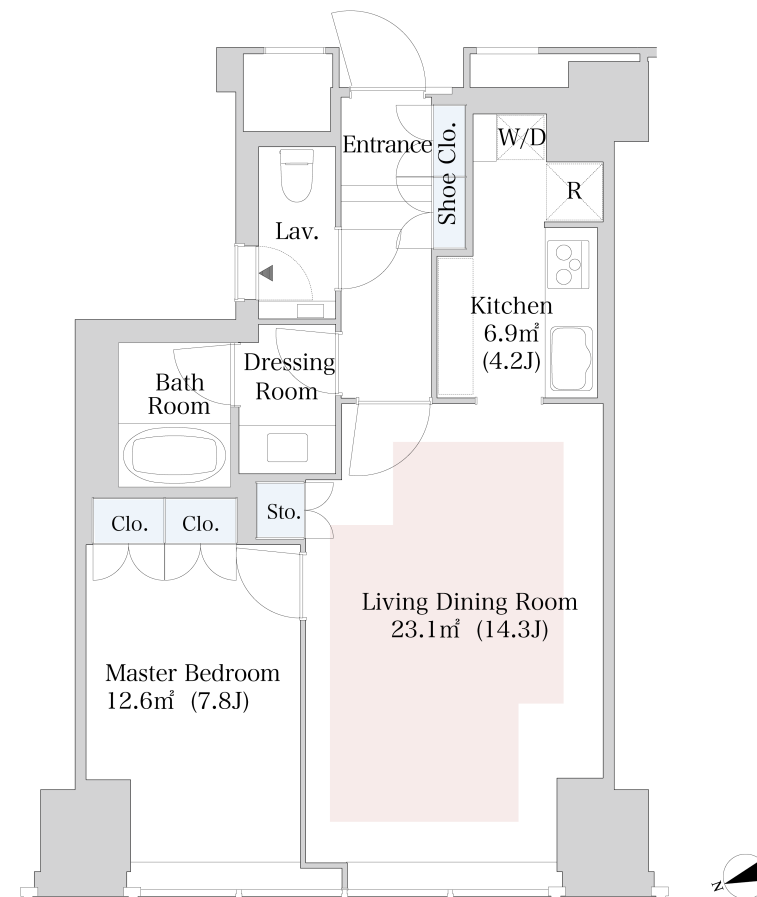 W/D
Entrance
Shoe Clo.
R
Lav.
Kitchen
6.9㎡
(4.2J)
Dressing
Room
Bath
Room
Sto.
Clo.
Clo.
Living Dining Room
23.1㎡ (14.3J)
Master Bedroom
12.6㎡ (7.8J)
N